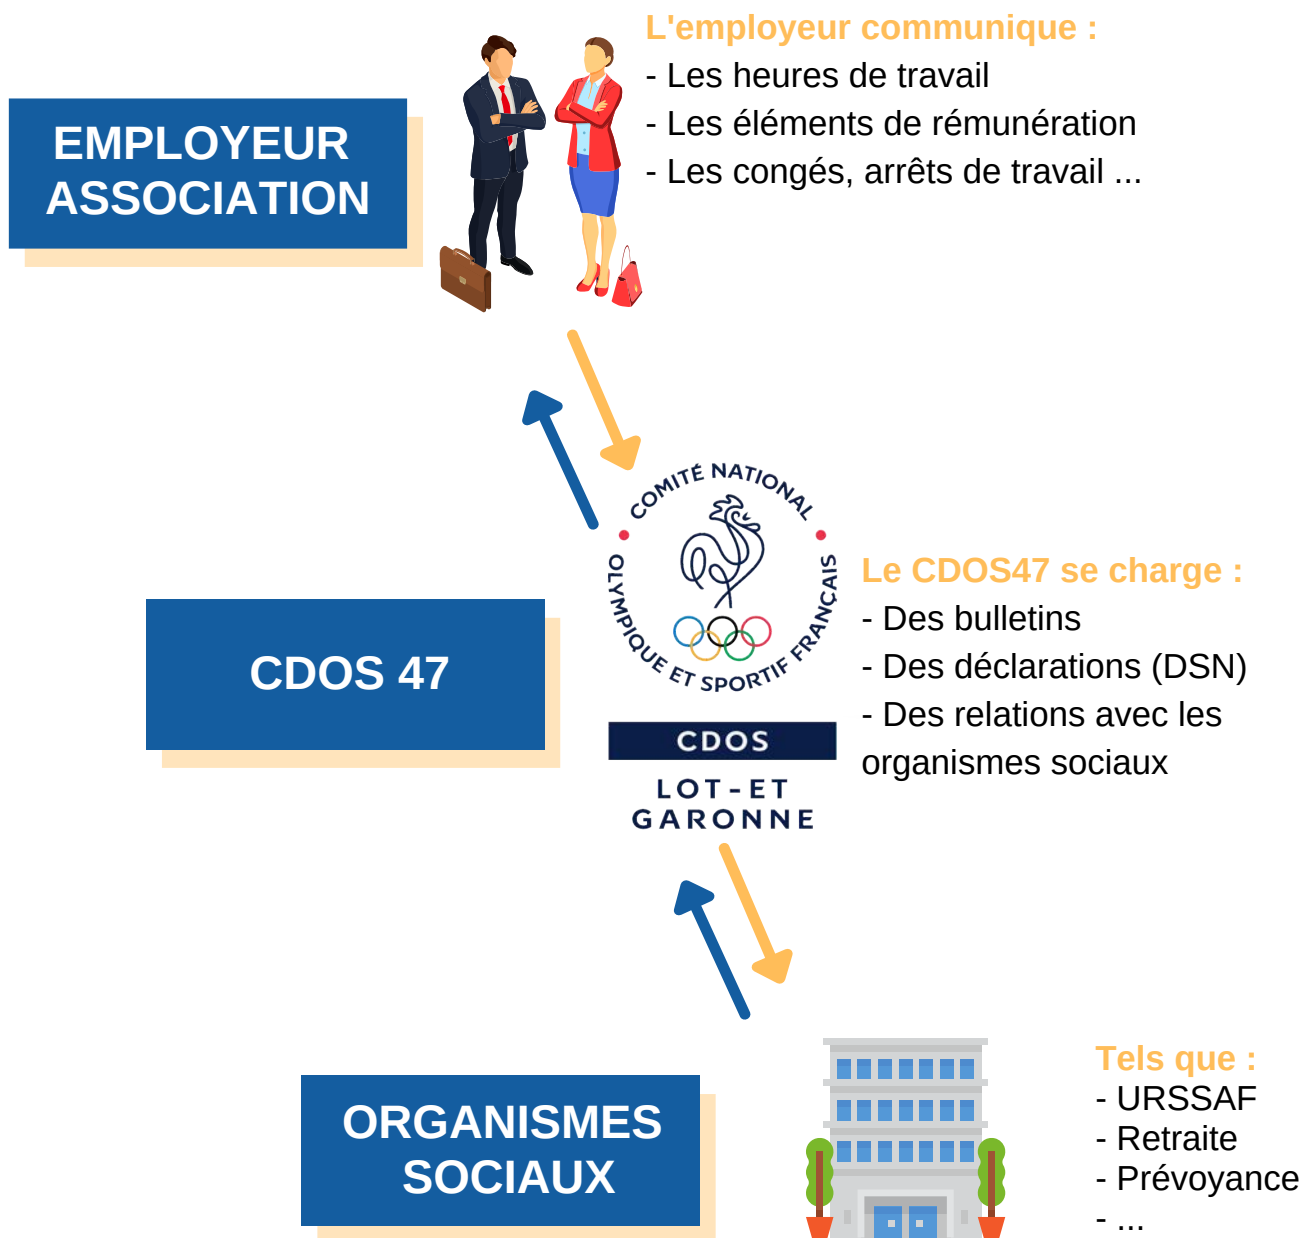 L'employeur communique :
- Les heures de travail
- Les éléments de rémunération
- Les congés, arrêts de travail ...
EMPLOYEUR
ASSOCIATION
COMITÉ NATIONAL
OLYMPIQUE ET SPORTIF FRANÇAIS
CDOS
LOT-ET
GARONNE
CDOS 47
Le CDOS47 se charge :
- Des bulletins
- Des déclarations (DSN)
- Des relations avec les
organismes sociaux
ORGANISMES
SOCIAUX
Tels que :
- URSSAF
- Retraite
- Prévoyance
- ...